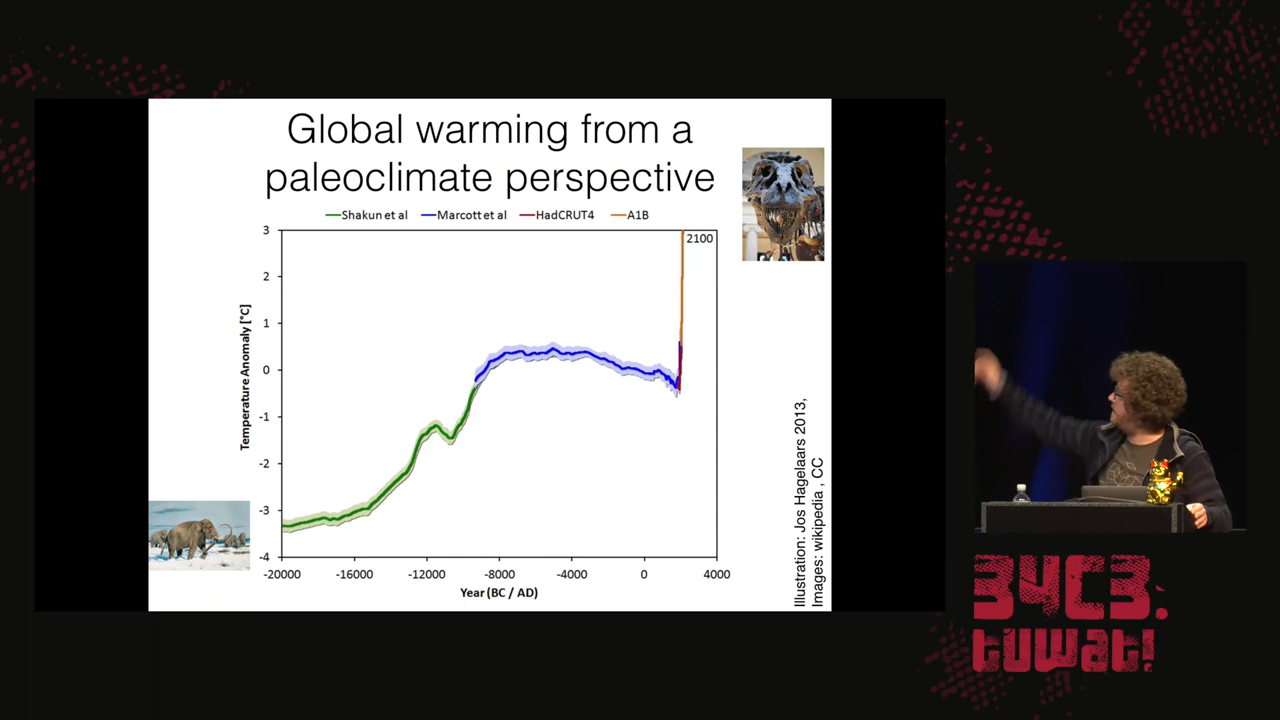 Global warming from a
paleoclimate perspective
Shakun et al Marcott et al HadCRUT4 A1B
3
2
1
0
-1
-2
-3
-4
2100
Temperature Anomaly [°C]
-20000 -16000 -12000 -8000 -4000 0 4000
Year (BC / AD)
Illustration: Jos Hagelaars 2013,
Images: wikipedia , CC
34C3.
tuwat!